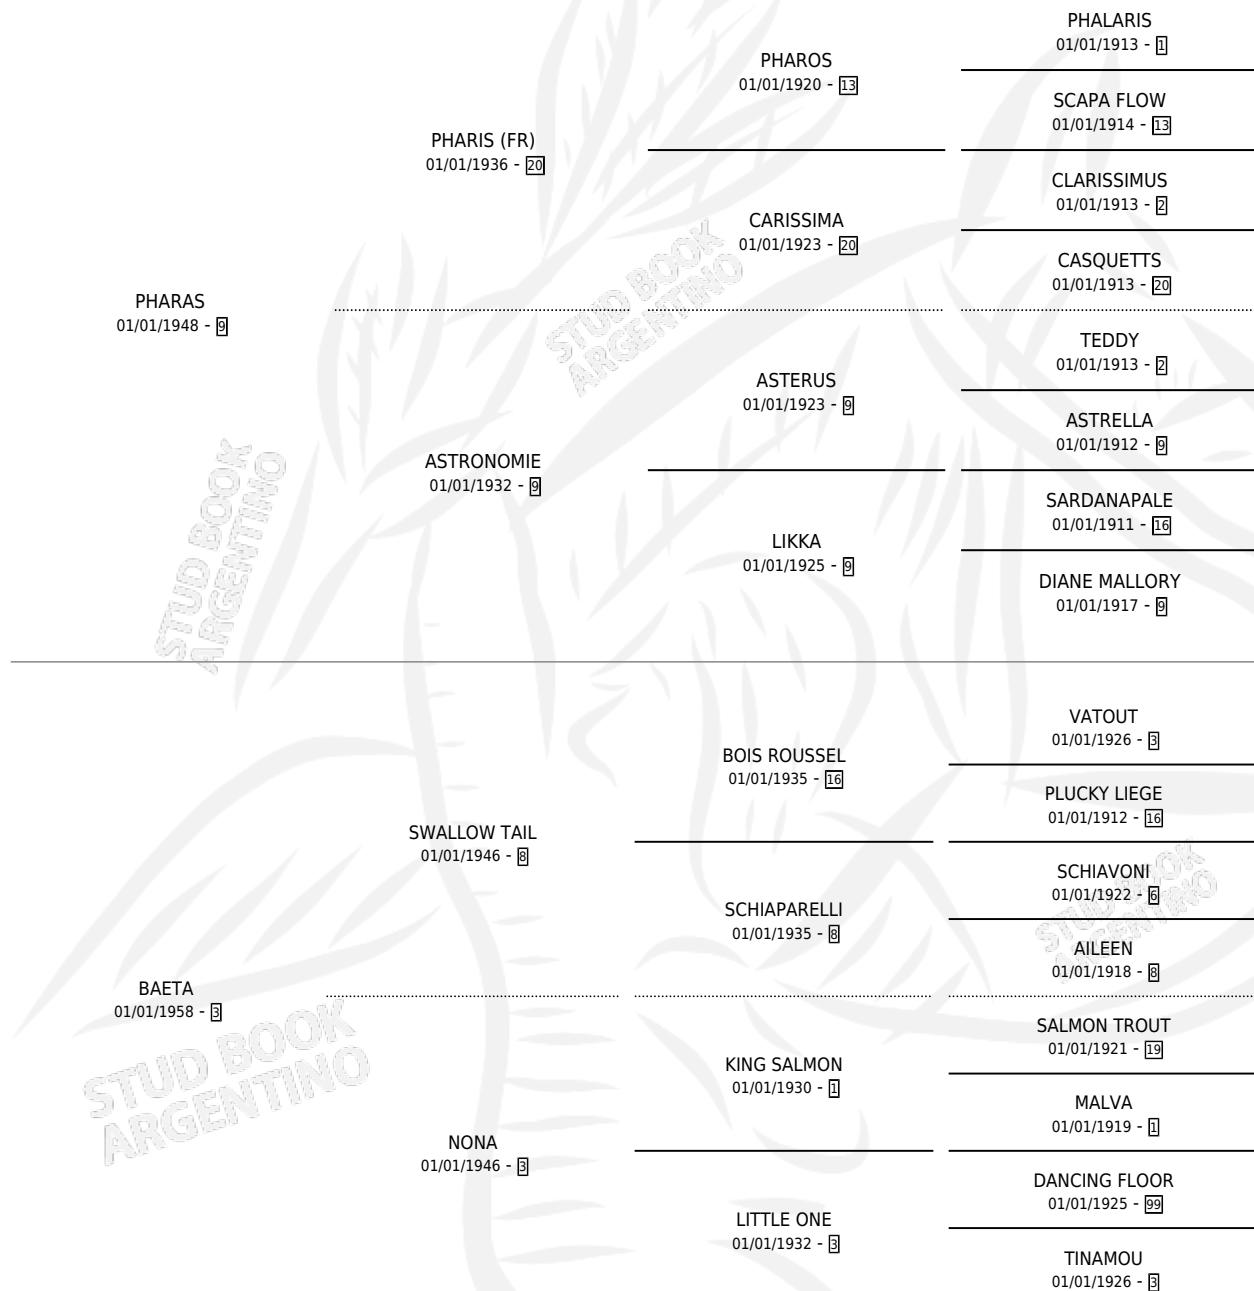 PHARAS
01/01/1948 - 9
PHARIS (FR)
01/01/1936 - 20
ASTRONOMIE
01/01/1932 - 9
PHAROS
01/01/1920 - 13
CARISSIMA
01/01/1923 - 20
ASTERUS
01/01/1923 - 9
LIKKA
01/01/1925 - 9
PHALARIS
01/01/1913 - 1
SCAPA FLOW
01/01/1914 - 13
CLARISSIMUS
01/01/1913 - 2
CASQUETTS
01/01/1913 - 20
TEDDY
01/01/1913 - 2
ASTRELLA
01/01/1912 - 9
SARDANAPALE
01/01/1911 - 16
DIANE MALLORY
01/01/1917 - 9
BAETA
01/01/1958 - 3
SWALLOW TAIL
01/01/1946 - 8
NONA
01/01/1946 - 3
BOIS ROUSSEL
01/01/1935 - 16
SCHIAPARELLI
01/01/1935 - 8
KING SALMON
01/01/1930 - 1
LITTLE ONE
01/01/1932 - 3
VATOUT
01/01/1926 - 3
PLUCKY LIEGE
01/01/1912 - 16
SCHIAVONI
01/01/1922 - 6
AILEEN
01/01/1918 - 8
SALMON TROUT
01/01/1921 - 19
MALVA
01/01/1919 - 1
DANCING FLOOR
01/01/1925 - 99
TINAMOU
01/01/1926 - 3
STUD BOOK
ARGENTINO
STUD BOOK
ARGENTINO
STUD BOOK
ARGENTINO
STUD BOOK
ARGENTINO